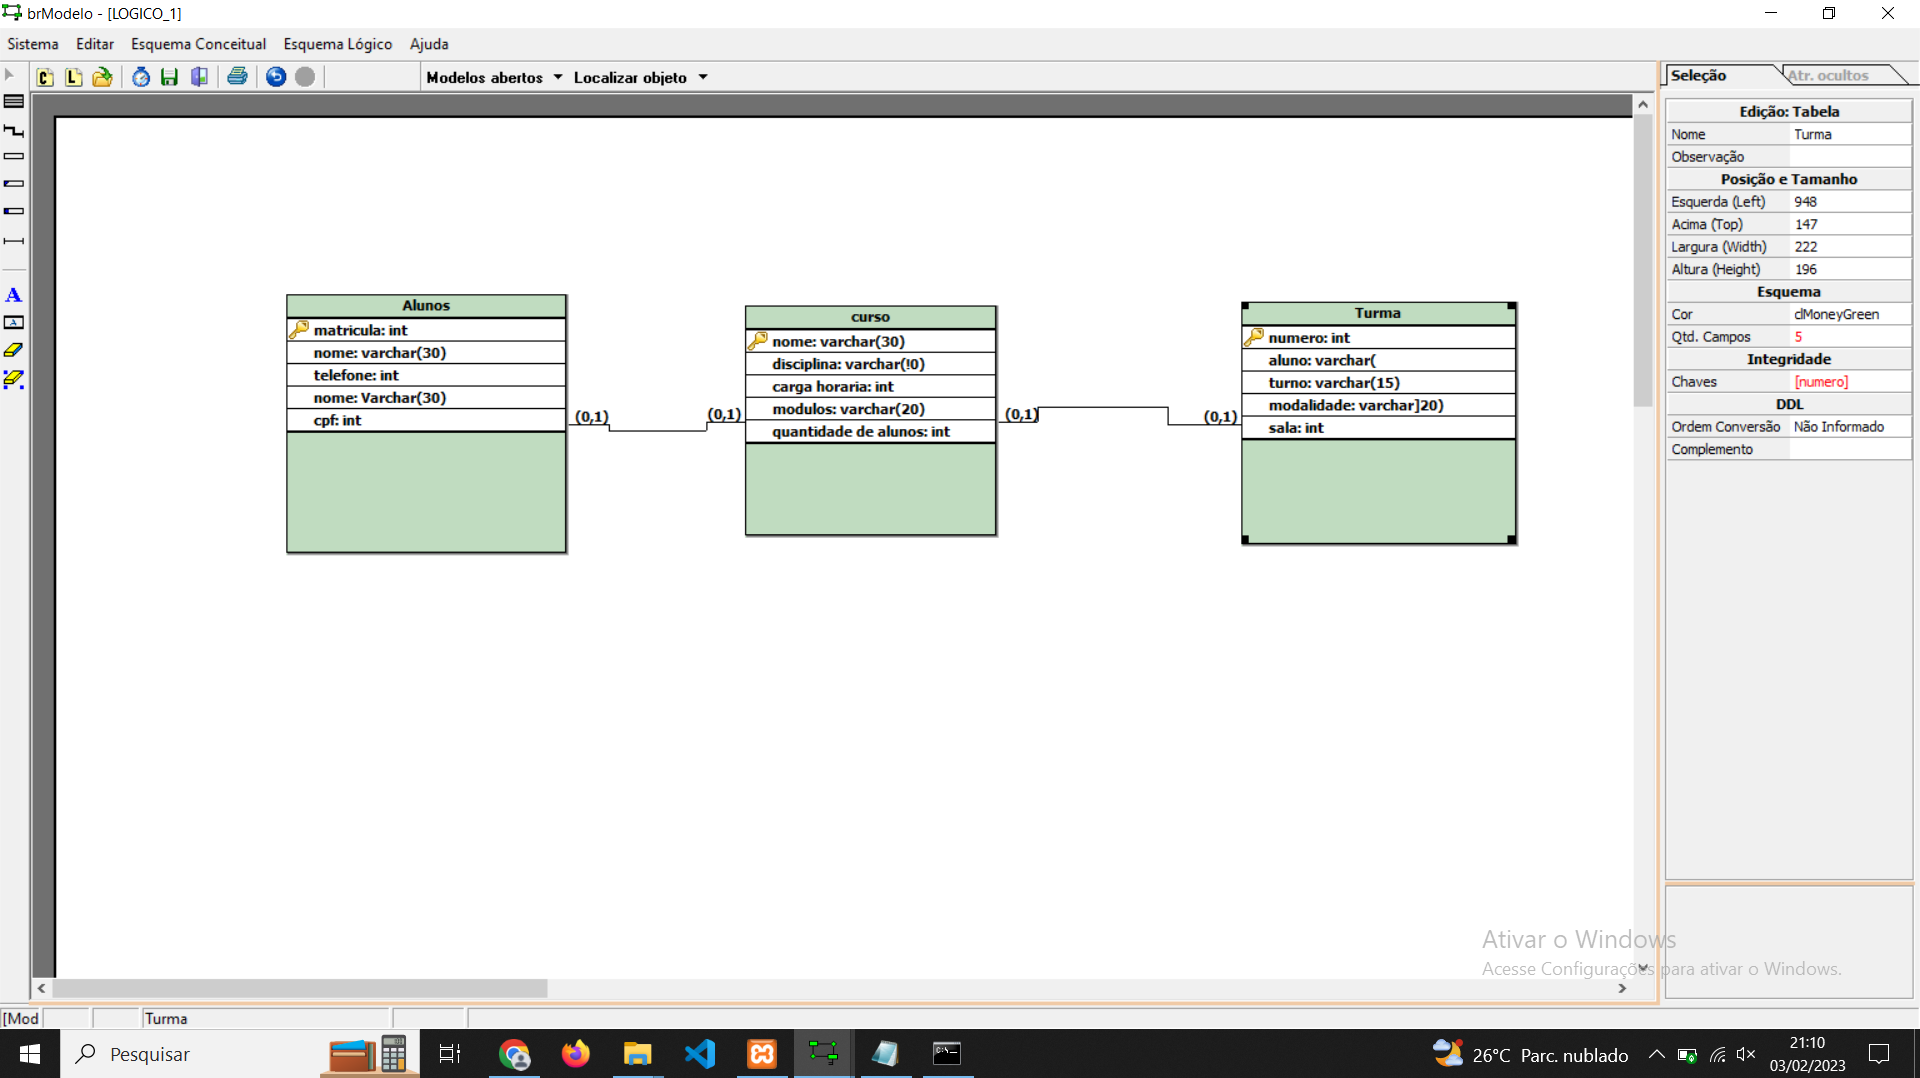 brModelo - [LOGICO_1]
Sistema Editar Esquema Conceitual Esquema Lógico Ajuda
C L Modelos abertos Localizar objeto
Seleção Atr. ocultos
Edição: Tabela
Nome Turma
Observação
Posição e Tamanho
Esquerda (Left) 948
Acima (Top) 147
Largura (Width) 222
Altura (Height) 196
Esquema
Cor clMoneyGreen
Qtd. Campos 5
Integridade
Chaves [numero]
DDL
Ordem Conversão Não Informado
Complemento
A
A
Alunos
matricula: int
nome: varchar(30)
telefone: int
nome: Varchar(30)
cpf: int
(0,1)
(0,1)
curso
nome: varchar(30)
disciplina: varchar(!0)
carga horaria: int
modulos: varchar(20)
quantidade de alunos: int
(0,1)
(0,1)
Turma
numero: int
aluno: varchar(
turno: varchar(15)
modalidade: varchar]20)
sala: int
Ativar o Windows
Acesse Configurações para ativar o Windows.
[Mod Turma
Pesquisar
26°C Parc. nublado
21:10
03/02/2023